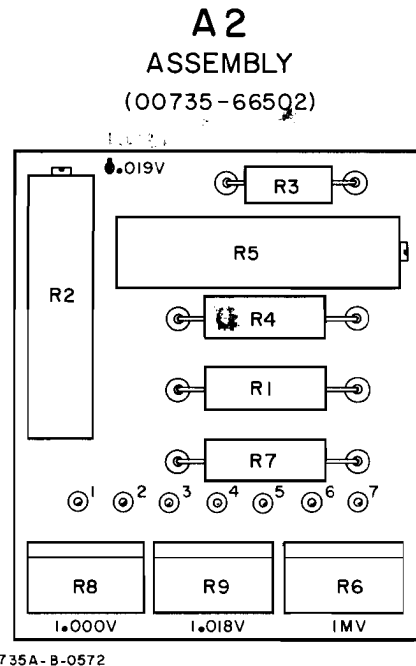 A2
ASSEMBLY
(00735-66502)
.019V
R3
R5
R2
R4
R1
R7
1 2 3 4 5 6 7
R8 R9 R6
1.000V 1.018V 1MV
735A-B-0572